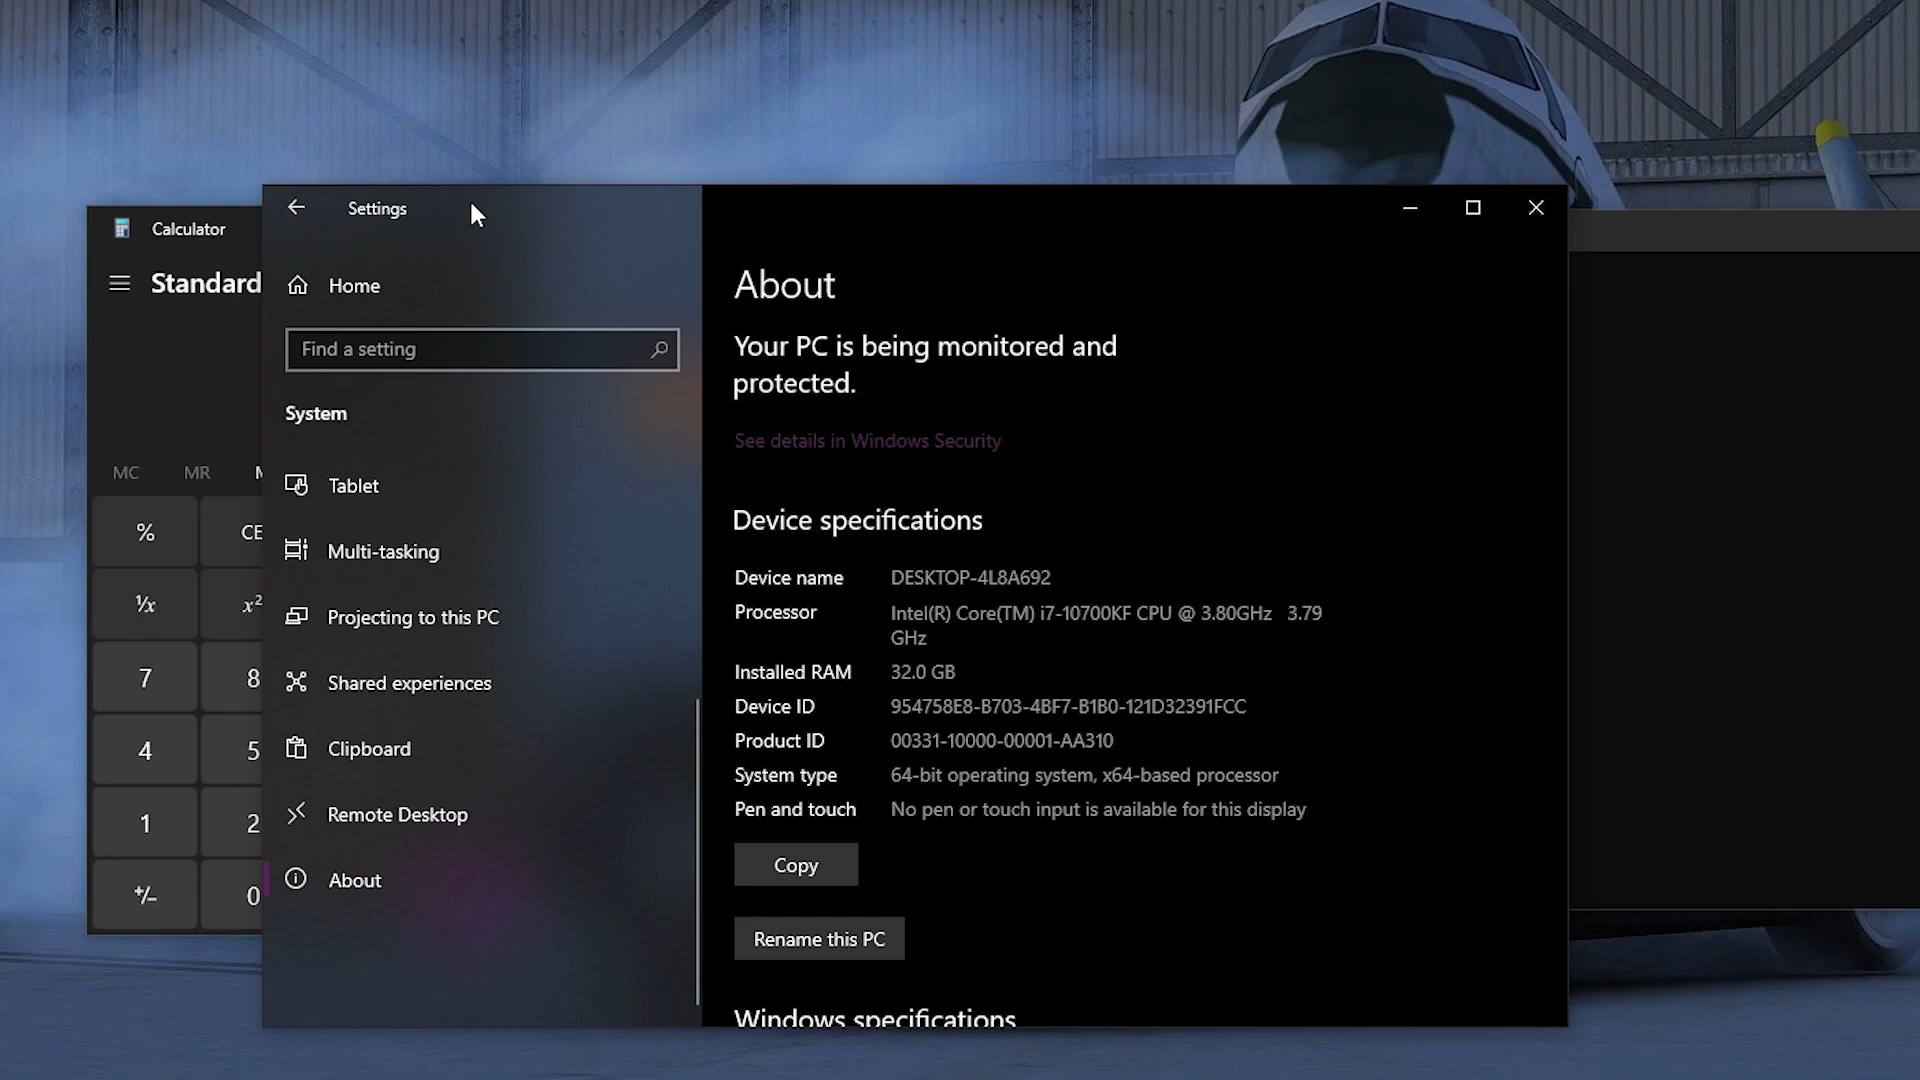 Calculator
Standard
MC MR
% CE
¹/x x²
7 8
4 5
1 2
+/- 0
Settings
Home
Find a setting
System
Tablet
Multi-tasking
Projecting to this PC
Shared experiences
Clipboard
Remote Desktop
About
About
Your PC is being monitored and
protected.
See details in Windows Security
Device specifications
Device name DESKTOP-4L8A692
Processor Intel(R) Core(TM) i7-10700KF CPU @ 3.80GHz 3.79
GHz
Installed RAM 32.0 GB
Device ID 954758E8-B703-4BF7-B1B0-121D32391FCC
Product ID 00331-10000-00001-AA310
System type 64-bit operating system, x64-based processor
Pen and touch No pen or touch input is available for this display
Copy
Rename this PC
Windows specifications